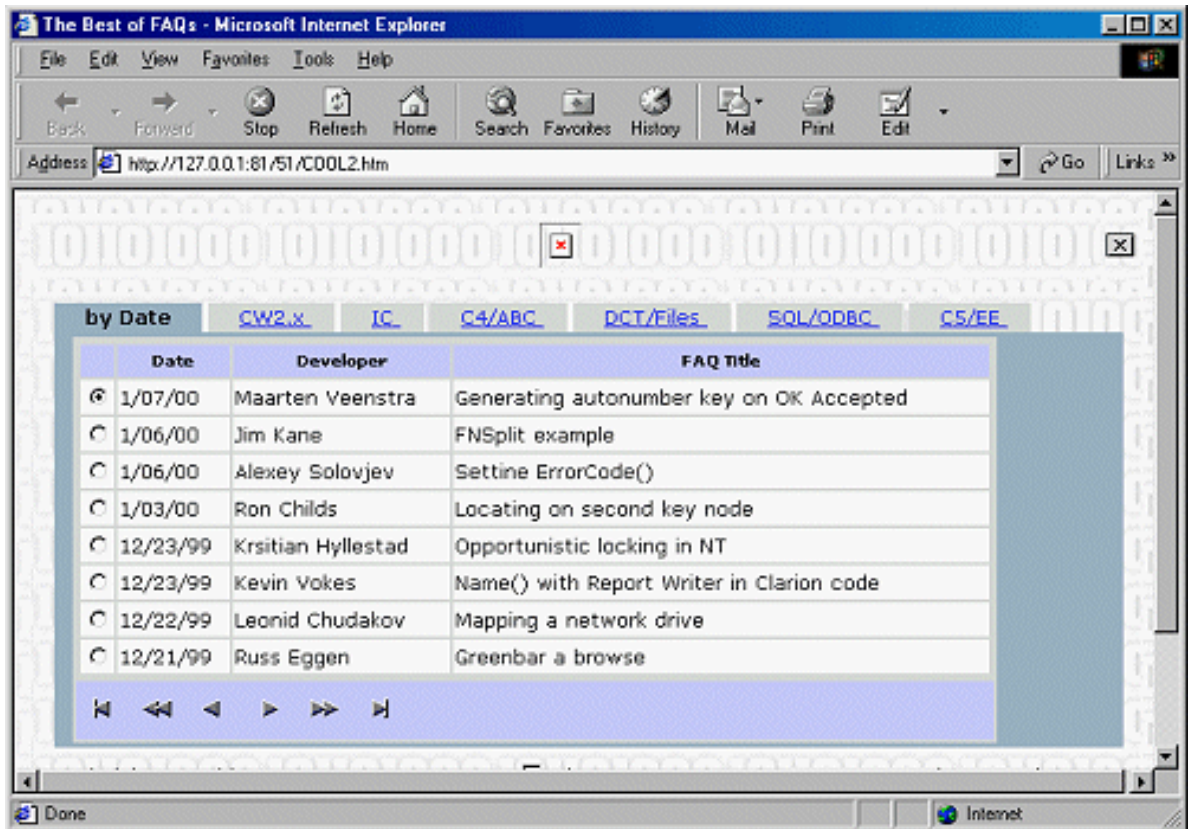 The Best of FAQs - Microsoft Internet Explorer
File Edit View Favorites Tools Help
Back Forward Stop Refresh Home Search Favorites History Mail Print Edit
Address http://127.0.0.1:81/51/COOL2.htm Go Links »
by Date CW2.x IC C4/ABC DCT/Files SQL/ODBC C5/EE
Date Developer FAQ Title
1/07/00 Maarten Veenstra Generating autonumber key on OK Accepted
1/06/00 Jim Kane FNSplit example
1/06/00 Alexey Solovjev Settine ErrorCode()
1/03/00 Ron Childs Locating on second key node
12/23/99 Krsitian Hyllestad Opportunistic locking in NT
12/23/99 Kevin Vokes Name() with Report Writer in Clarion code
12/22/99 Leonid Chudakov Mapping a network drive
12/21/99 Russ Eggen Greenbar a browse
Done Internet